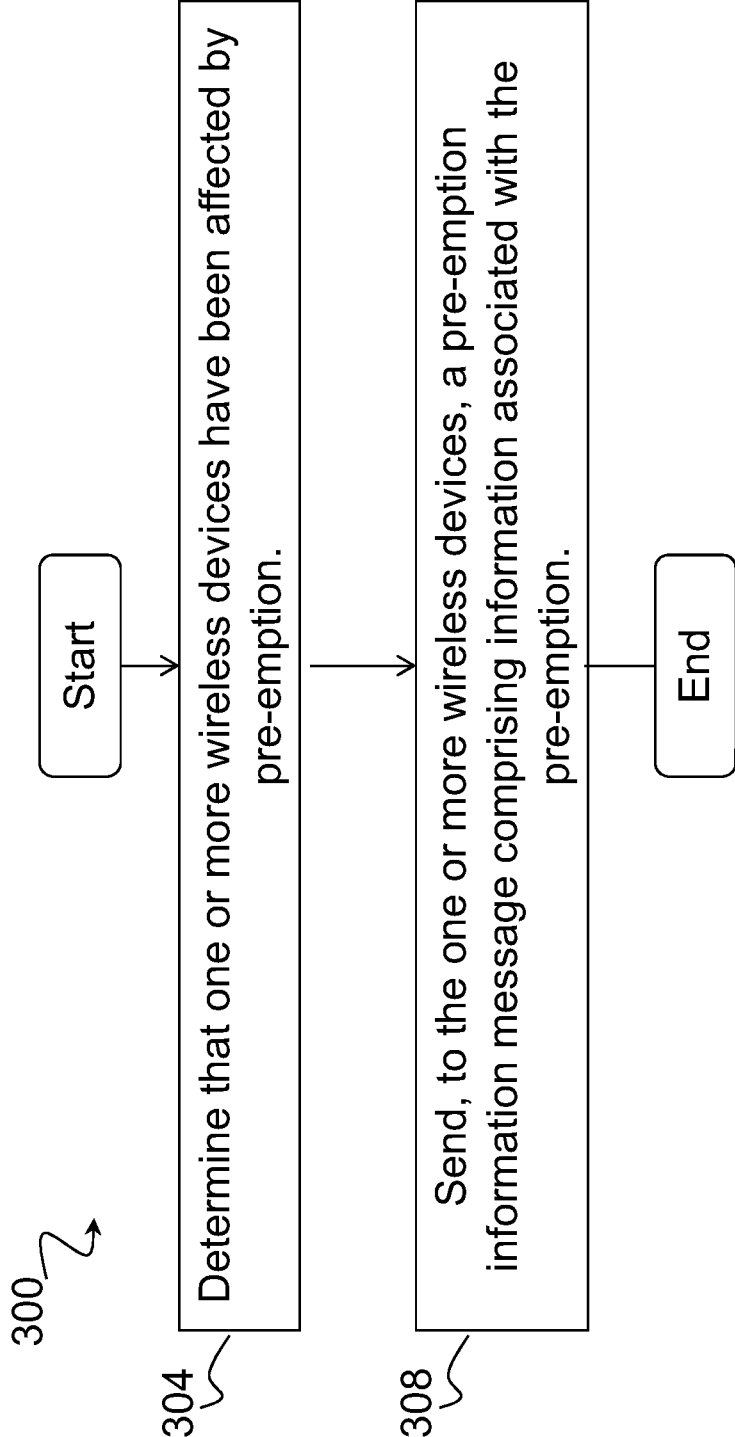 300
Start
304
Determine that one or more wireless devices have been affected by
pre-emption.
308
Send, to the one or more wireless devices, a pre-emption
information message comprising information associated with the
pre-emption.
End